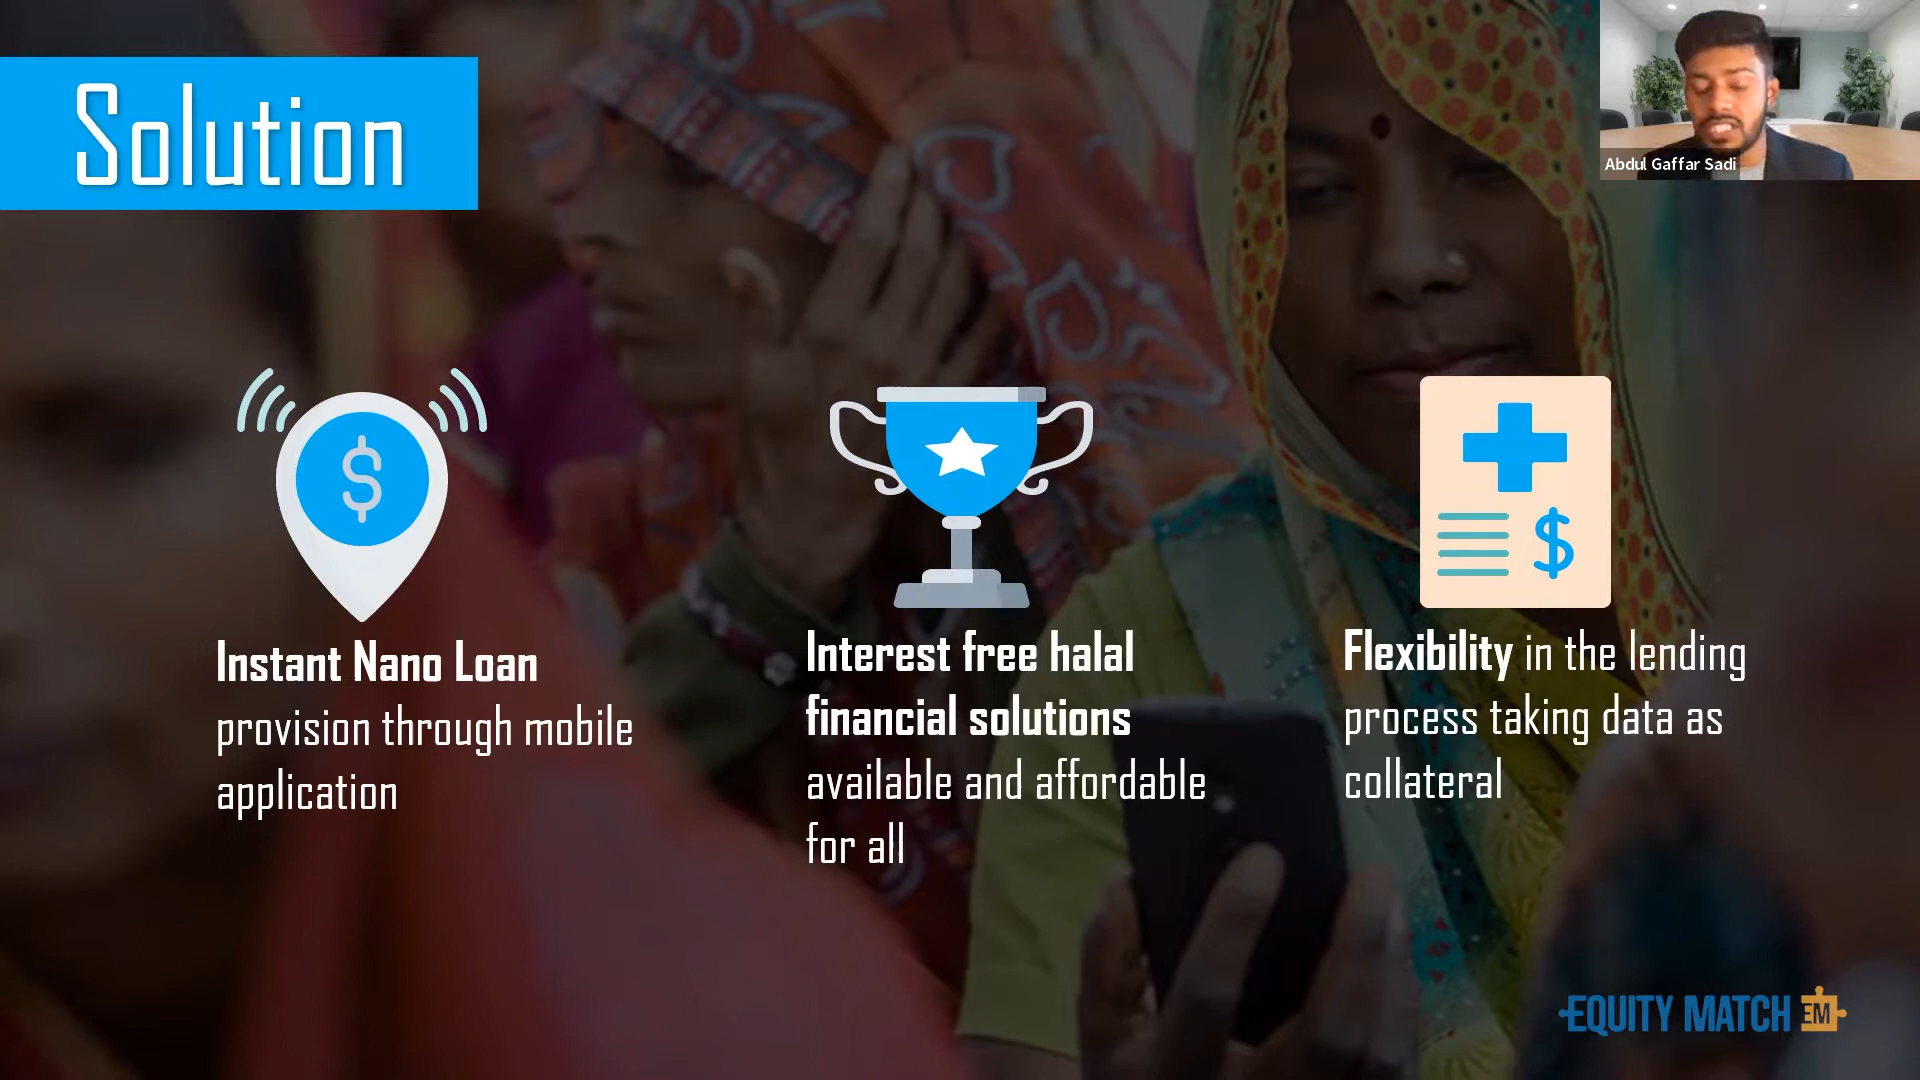 Solution
Abdul Gaffar Sadi
$
Instant Nano Loan
provision through mobile
application
Interest free halal
financial solutions
available and affordable
for all
$
Flexibility in the lending
process taking data as
collateral
EQUITY MATCH EM